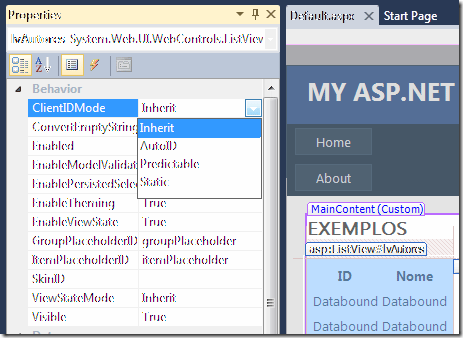 Properties
lvAutores System.Web.UI.WebControls.ListView
Behavior
ClientIDMode Inherit
ConvertEmptyString
Inherit
Enabled
AutoID
EnableModelValidat
Predictable
EnablePersistedSelec
Static
EnableTheming True
EnableViewState True
GroupPlaceholderID groupPlaceholder
ItemPlaceholderID itemPlaceholder
SkinID
ViewStateMode Inherit
Visible True
Default.aspx Start Page
MY ASP.NET
Home
About
MainContent (Custom)
EXEMPLOS
asp:ListView#lvAutores
ID Nome
Databound Databound
Databound Databound